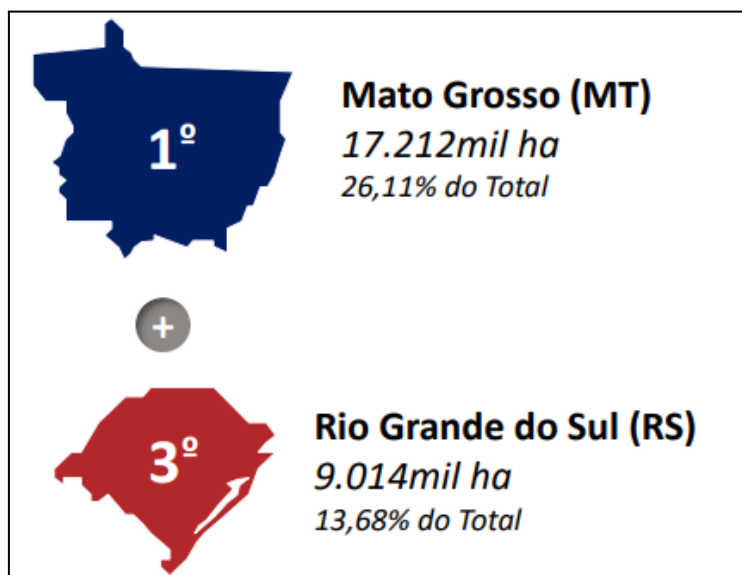 1º
Mato Grosso (MT)
17.212mil ha
26,11% do Total
+
3º
Rio Grande do Sul (RS)
9.014mil ha
13,68% do Total